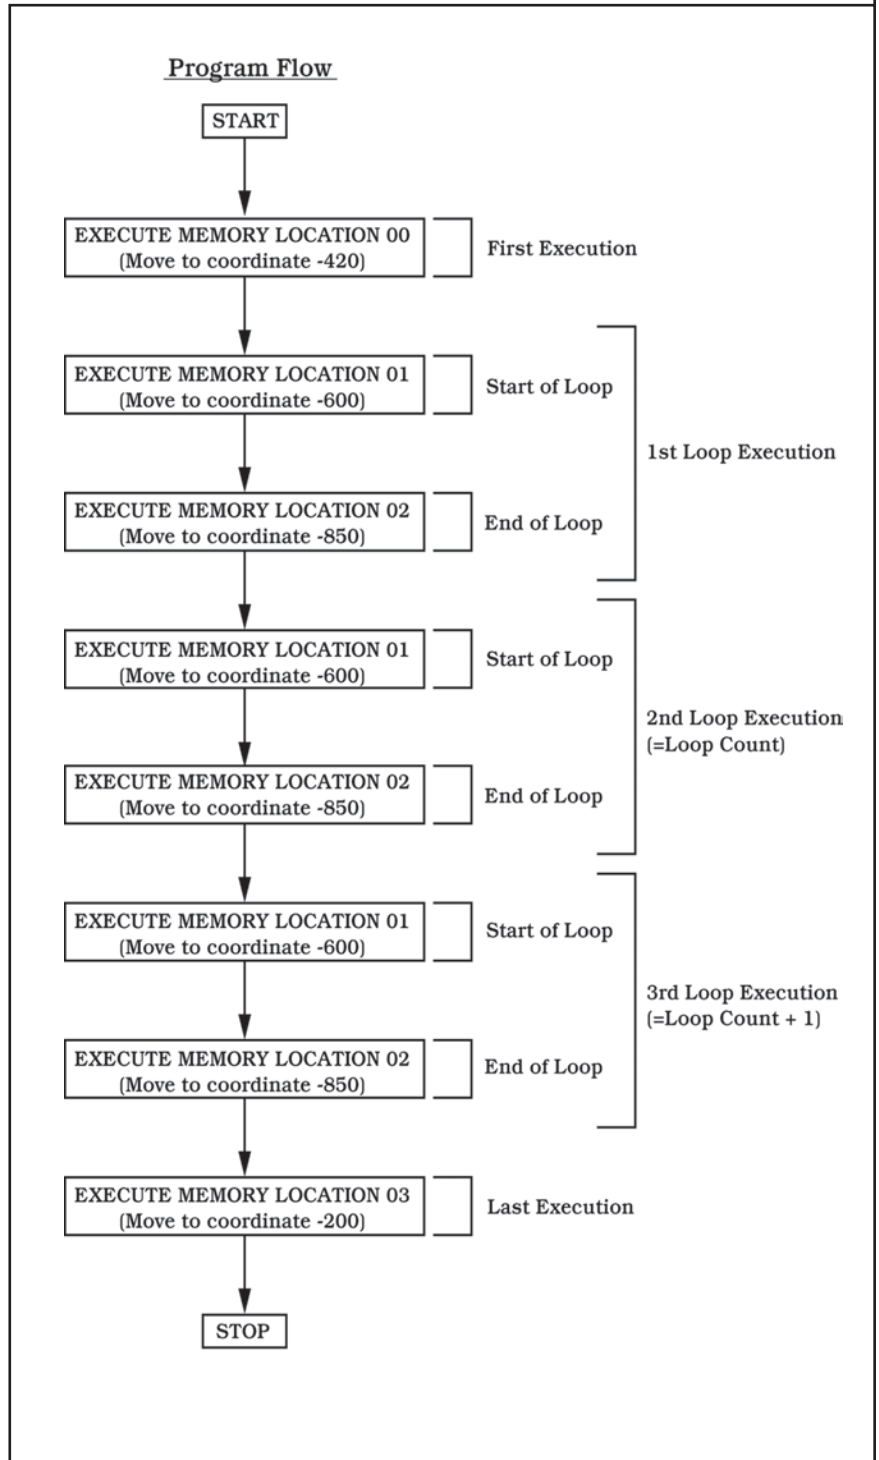 Program Flow
START
EXECUTE MEMORY LOCATION 00
(Move to coordinate -420)
First Execution
EXECUTE MEMORY LOCATION 01
(Move to coordinate -600)
Start of Loop
1st Loop Execution
EXECUTE MEMORY LOCATION 02
(Move to coordinate -850)
End of Loop
EXECUTE MEMORY LOCATION 01
(Move to coordinate -600)
Start of Loop
2nd Loop Execution
(=Loop Count)
EXECUTE MEMORY LOCATION 02
(Move to coordinate -850)
End of Loop
EXECUTE MEMORY LOCATION 01
(Move to coordinate -600)
Start of Loop
3rd Loop Execution
(=Loop Count + 1)
EXECUTE MEMORY LOCATION 02
(Move to coordinate -850)
End of Loop
EXECUTE MEMORY LOCATION 03
(Move to coordinate -200)
Last Execution
STOP